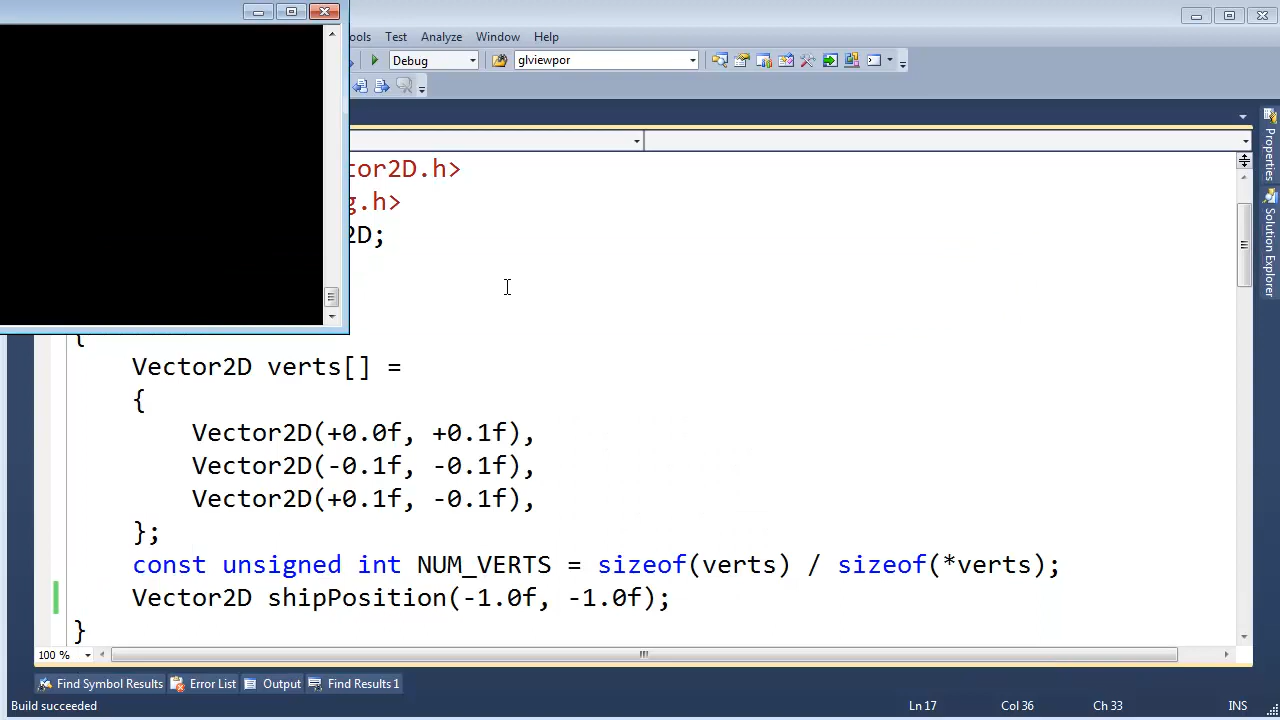 ools Test Analyze Window Help
Debug glviewpor
tor2D.h>
g.h>
2D;
{
Vector2D verts[] =
{
Vector2D(+0.0f, +0.1f),
Vector2D(-0.1f, -0.1f),
Vector2D(+0.1f, -0.1f),
};
const unsigned int NUM_VERTS = sizeof(verts) / sizeof(*verts);
Vector2D shipPosition(-1.0f, -1.0f);
}
100 %
Find Symbol Results Error List Output Find Results 1
Build succeeded Ln 17 Col 36 Ch 33 INS
Properties
Solution Explorer